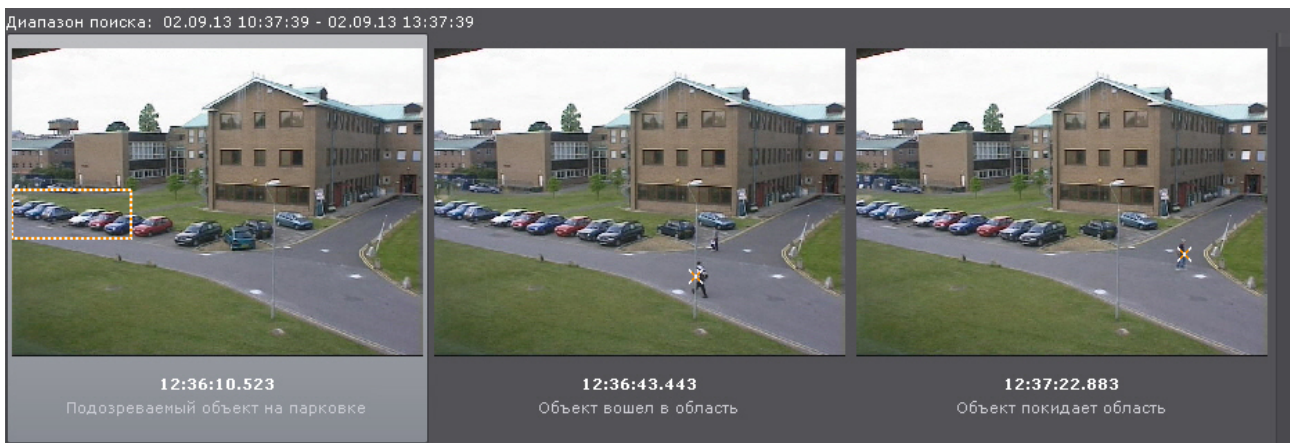 Диапазон поиска: 02.09.13 10:37:39 - 02.09.13 13:37:39
12:36:10.523
Подозреваемый объект на парковке
12:36:43.443
Объект вошел в область
12:37:22.883
Объект покидает область